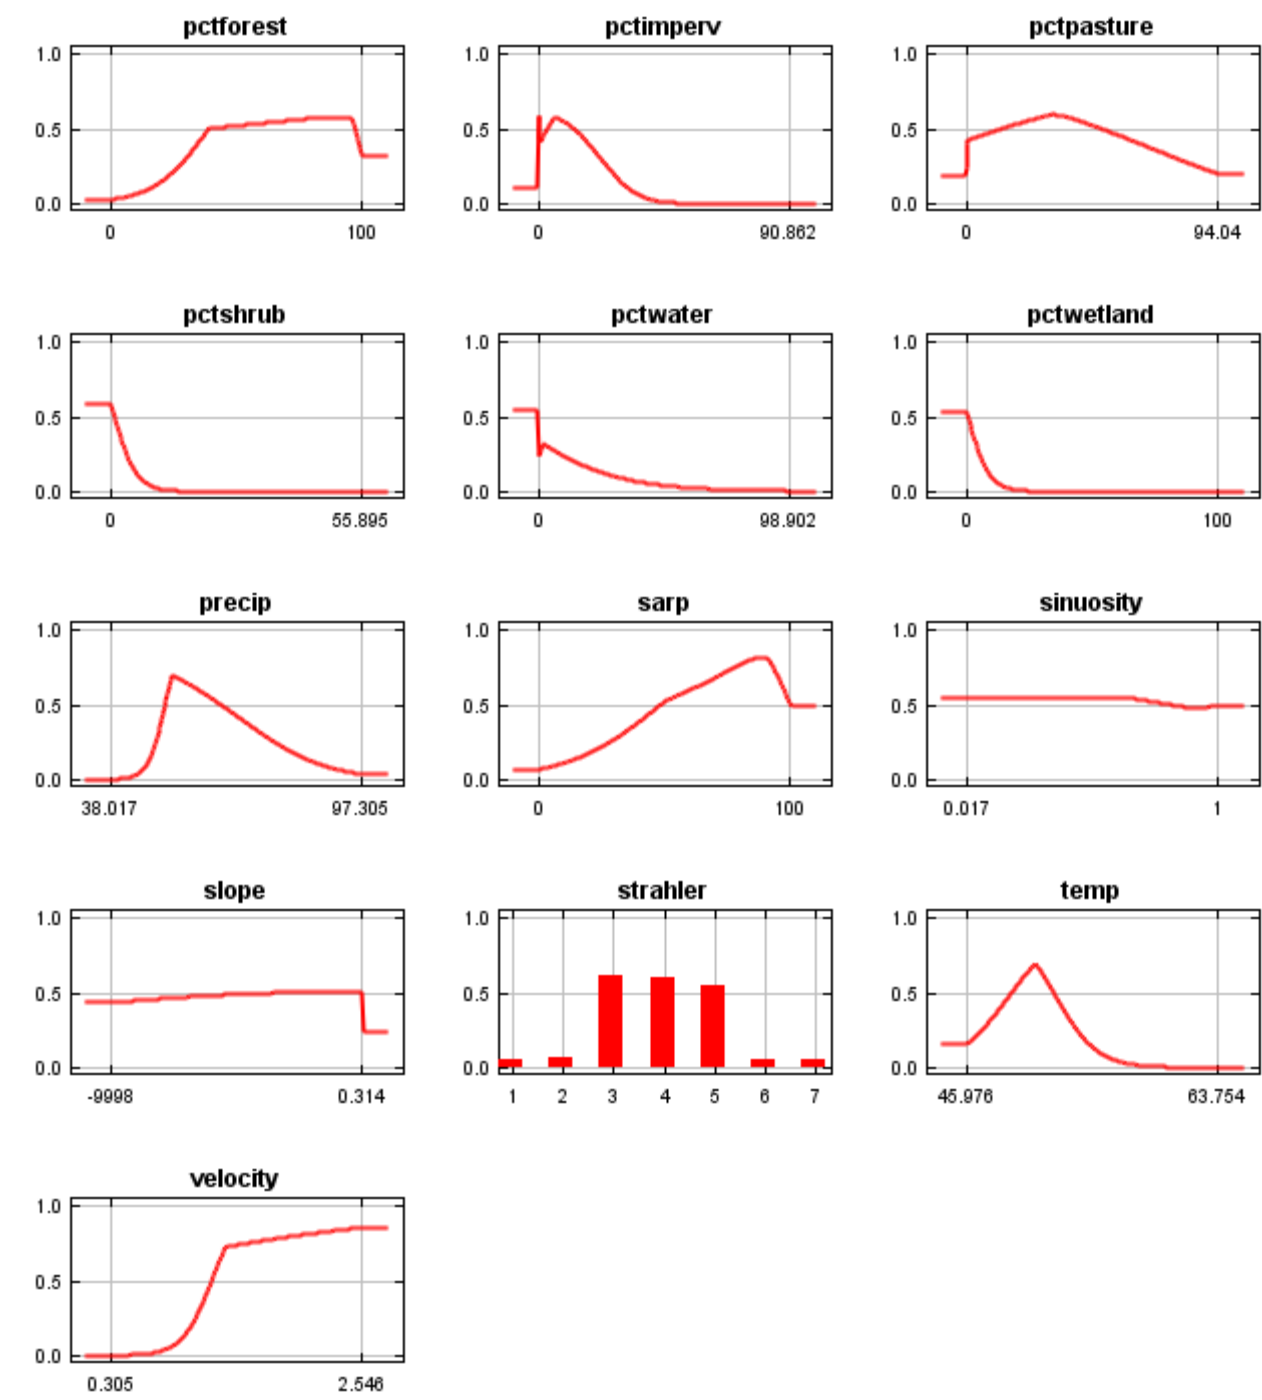 pctforest pctimperv pctpasture
1.0 1.0 1.0
0.5 0.5 0.5
0.0 0.0 0.0
0 100 0 90.862 0 94.04
pctshrub pctwater pctwetland
1.0 1.0 1.0
0.5 0.5 0.5
0.0 0.0 0.0
0 55.895 0 98.902 0 100
precip sarp sinuosity
1.0 1.0 1.0
0.5 0.5 0.5
0.0 0.0 0.0
38.017 97.305 0 100 0.017 1
slope strahler temp
1.0 1.0 1.0
0.5 0.5 0.5
0.0 0.0 0.0
-9998 0.314 1 2 3 4 5 6 7 45.976 63.754
velocity
1.0
0.5
0.0
0.305 2.546